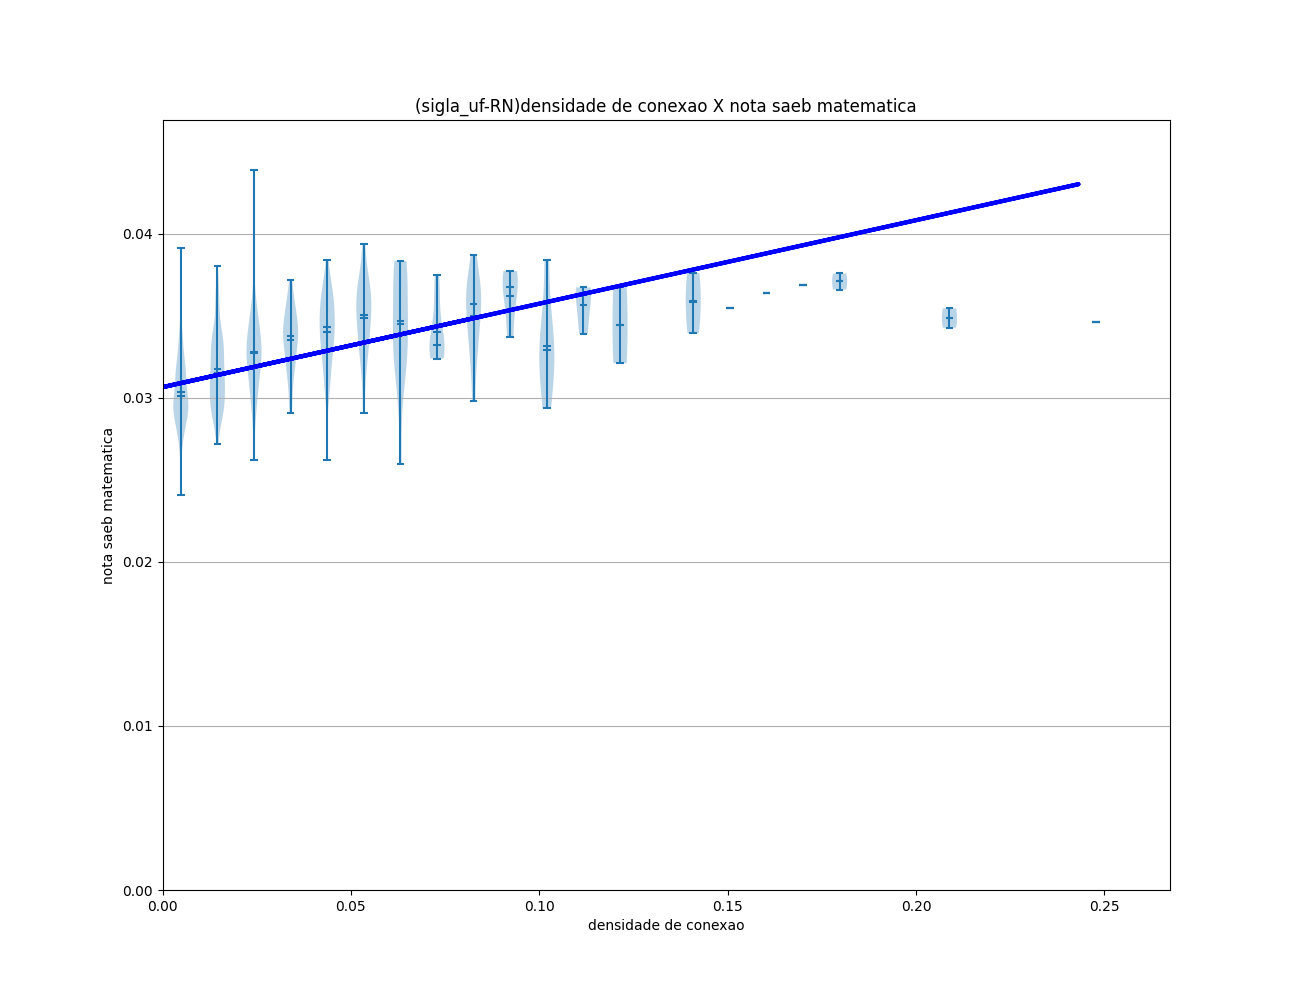 (sigla_uf-RN)densidade de conexao X nota saeb matematica
nota saeb matematica
0.04
0.03
0.02
0.01
0.00
0.00 0.05 0.10 0.15 0.20 0.25
densidade de conexao